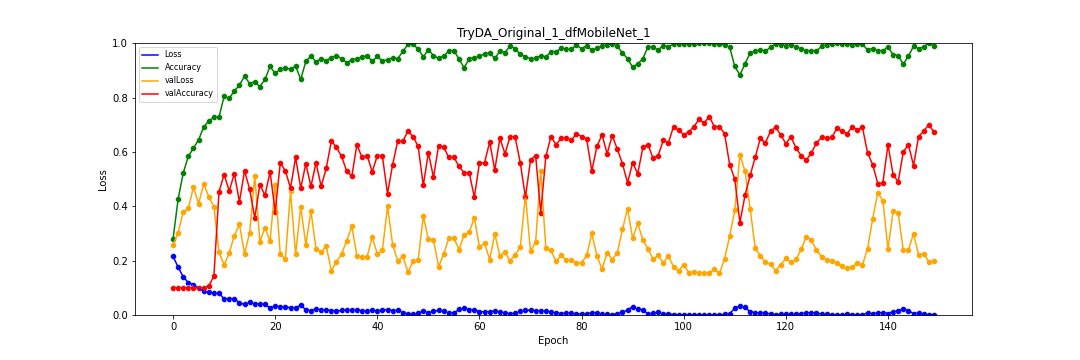 TryDA_Original_1_dfMobileNet_1
Loss
Accuracy
valLoss
valAccuracy
1.0
0.8
0.6
0.4
0.2
0.0
Loss
0 20 40 60 80 100 120 140
Epoch